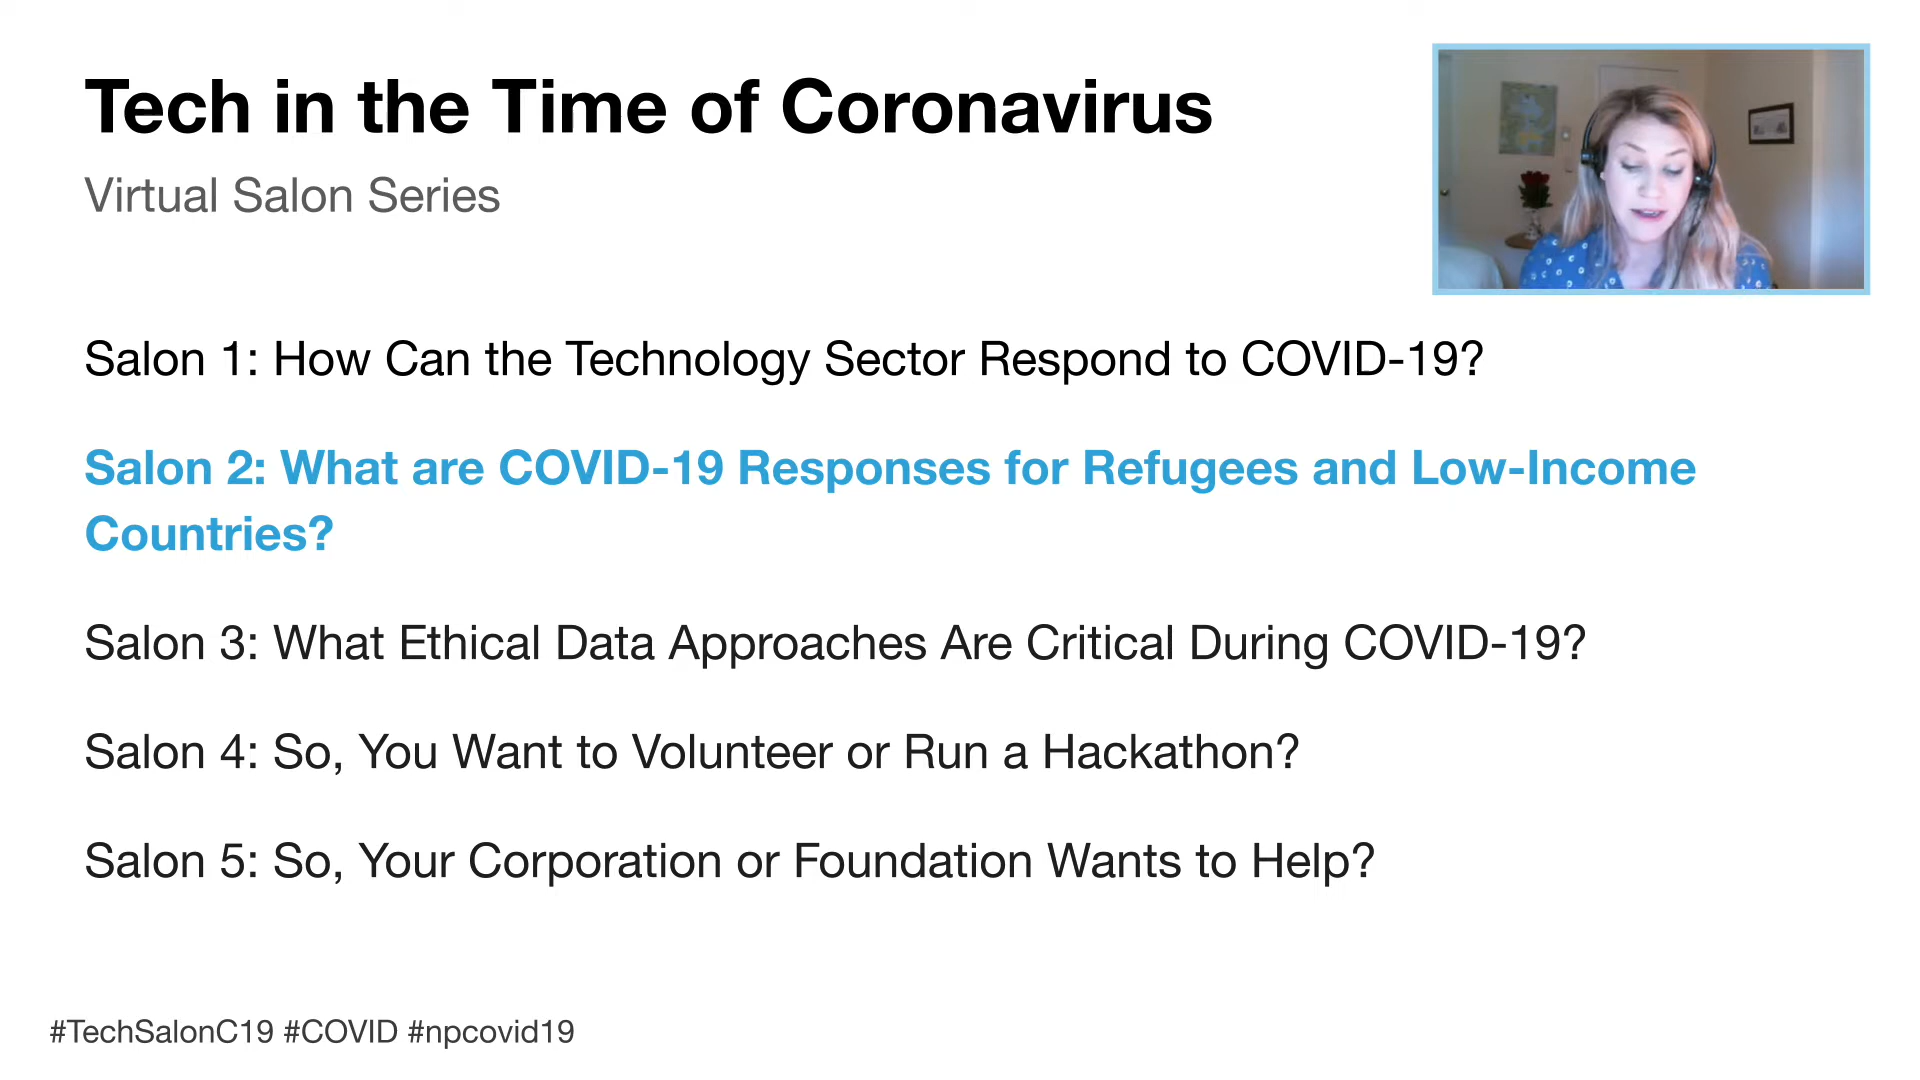 Tech in the Time of Coronavirus
Virtual Salon Series
Salon 1: How Can the Technology Sector Respond to COVID-19?
Salon 2: What are COVID-19 Responses for Refugees and Low-Income
Countries?
Salon 3: What Ethical Data Approaches Are Critical During COVID-19?
Salon 4: So, You Want to Volunteer or Run a Hackathon?
Salon 5: So, Your Corporation or Foundation Wants to Help?
#TechSalonC19 #COVID #npcovid19